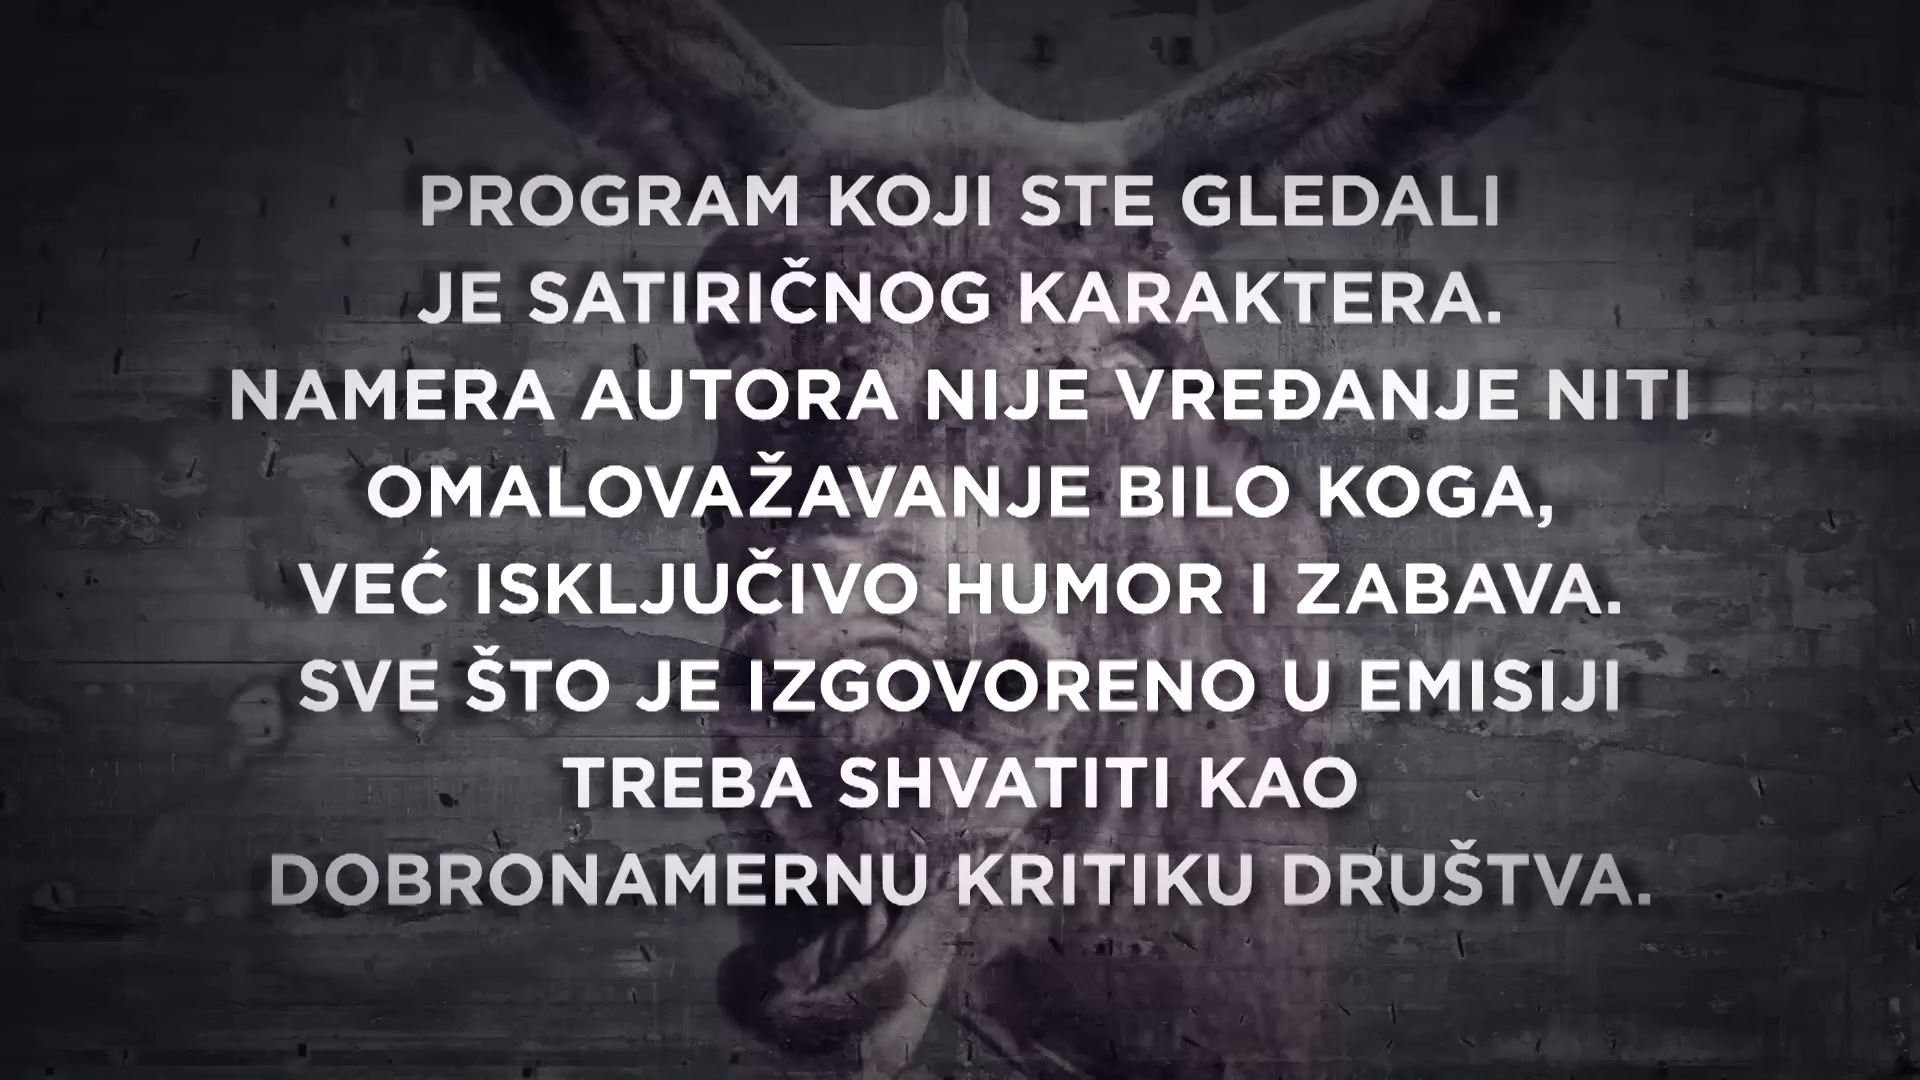 PROGRAM KOJI STE GLEDALI
JE SATIRIČNOG KARAKTERA.
NAMERA AUTORA NIJE VREĐANJE NITI
OMALOVAŽAVANJE BILO KOGA,
VEĆ ISKLJUČIVO HUMOR I ZABAVA.
SVE ŠTO JE IZGOVORENO U EMISIJI
TREBA SHVATITI KAO
DOBRONAMERNU KRITIKU DRUŠTVA.